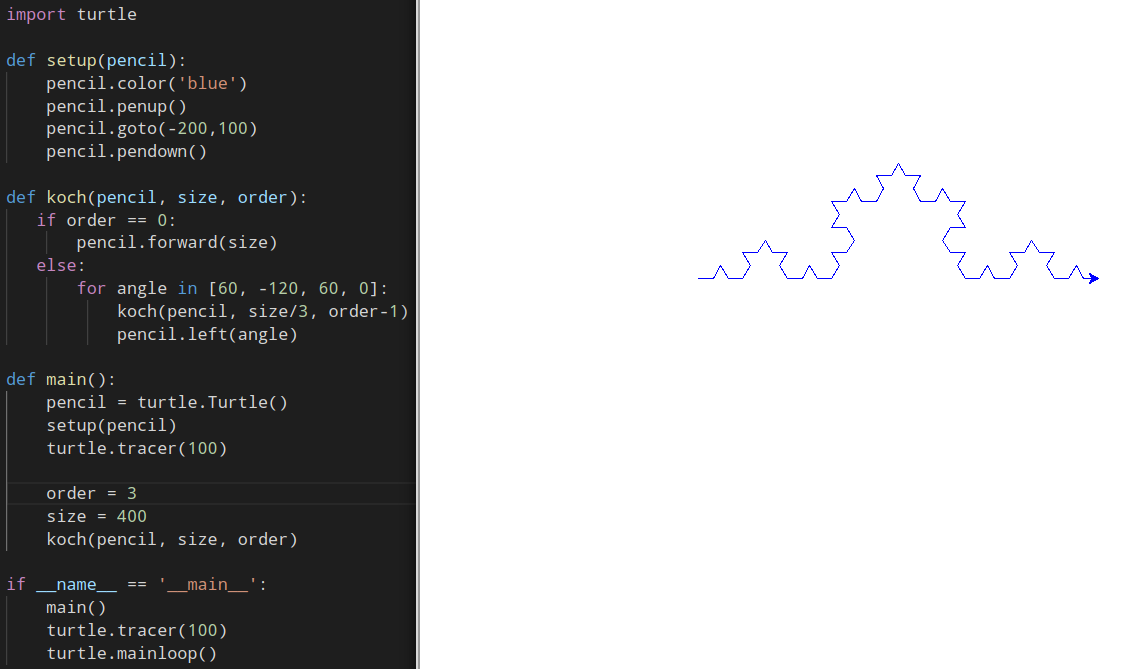 import turtle
def setup(pencil):
    pencil.color('blue')
    pencil.penup()
    pencil.goto(-200,100)
    pencil.pendown()
def koch(pencil, size, order):
   if order == 0:
       pencil.forward(size)
   else:
       for angle in [60, -120, 60, 0]:
           koch(pencil, size/3, order-1)
           pencil.left(angle)
def main():
    pencil = turtle.Turtle()
    setup(pencil)
    turtle.tracer(100)
    order = 3
    size = 400
    koch(pencil, size, order)
if __name__ == '__main__':
    main()
    turtle.tracer(100)
    turtle.mainloop()